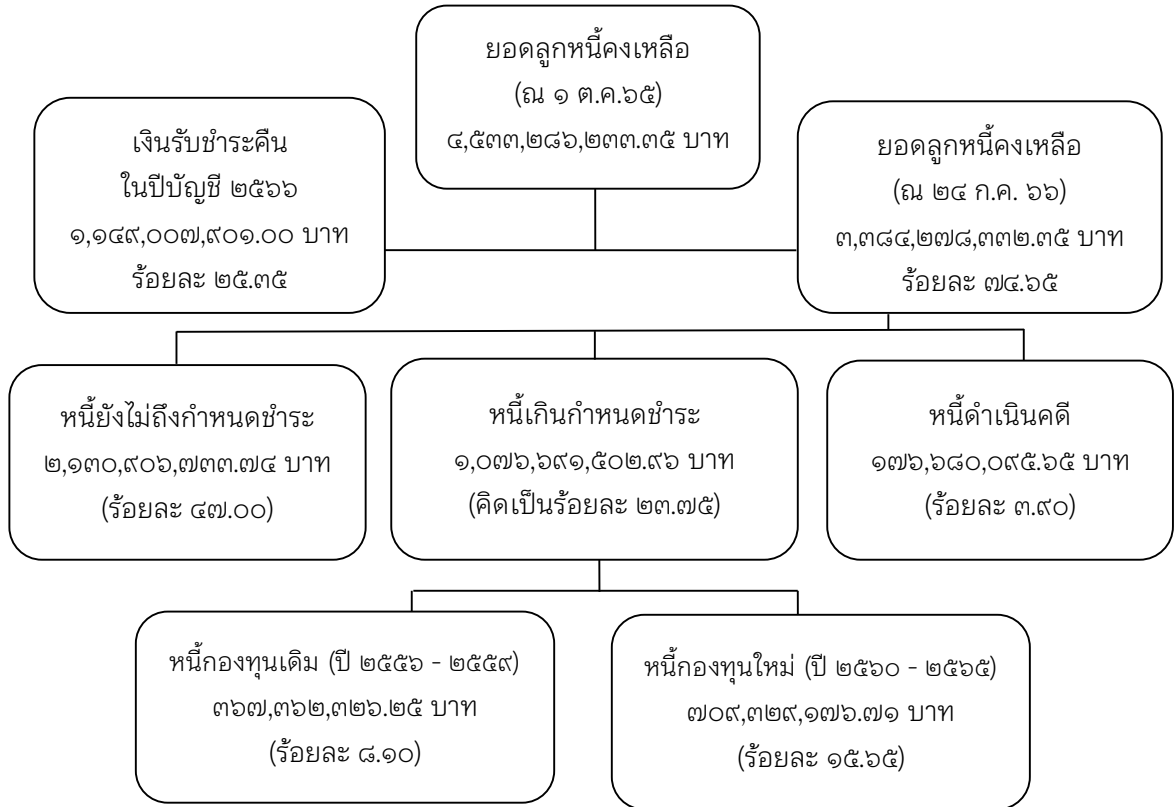 ยอดลูกหนี้คงเหลือ
(ณ ๑ ต.ค.๖๕)
๔,๕๓๓,๒๘๖,๒๓๓.๓๕ บาท
เงินรับชำระคืน
ในปีบัญชี ๒๕๖๖
๑,๑๔๙,๐๐๗,๙๐๑.๐๐ บาท
ร้อยละ ๒๕.๓๕
ยอดลูกหนี้คงเหลือ
(ณ ๒๔ ก.ค. ๖๖)
๓,๓๘๔,๒๗๘,๓๓๒.๓๕ บาท
ร้อยละ ๗๔.๖๕
หนี้ยังไม่ถึงกำหนดชำระ
๒,๑๓๐,๙๐๖,๗๓๓.๗๔ บาท
(ร้อยละ ๔๗.๐๐)
หนี้เกินกำหนดชำระ
๑,๐๗๖,๖๙๑,๕๐๒.๙๖ บาท
(คิดเป็นร้อยละ ๒๓.๗๕)
หนี้ดำเนินคดี
๑๗๖,๖๘๐,๐๙๕.๖๕ บาท
(ร้อยละ ๓.๙๐)
หนี้กองทุนเดิม (ปี ๒๕๕๖ - ๒๕๕๙)
๓๖๗,๓๖๒,๓๒๖.๒๕ บาท
(ร้อยละ ๘.๑๐)
หนี้กองทุนใหม่ (ปี ๒๕๖๐ - ๒๕๖๕)
๗๐๙,๓๒๙,๑๗๖.๗๑ บาท
(ร้อยละ ๑๕.๖๕)